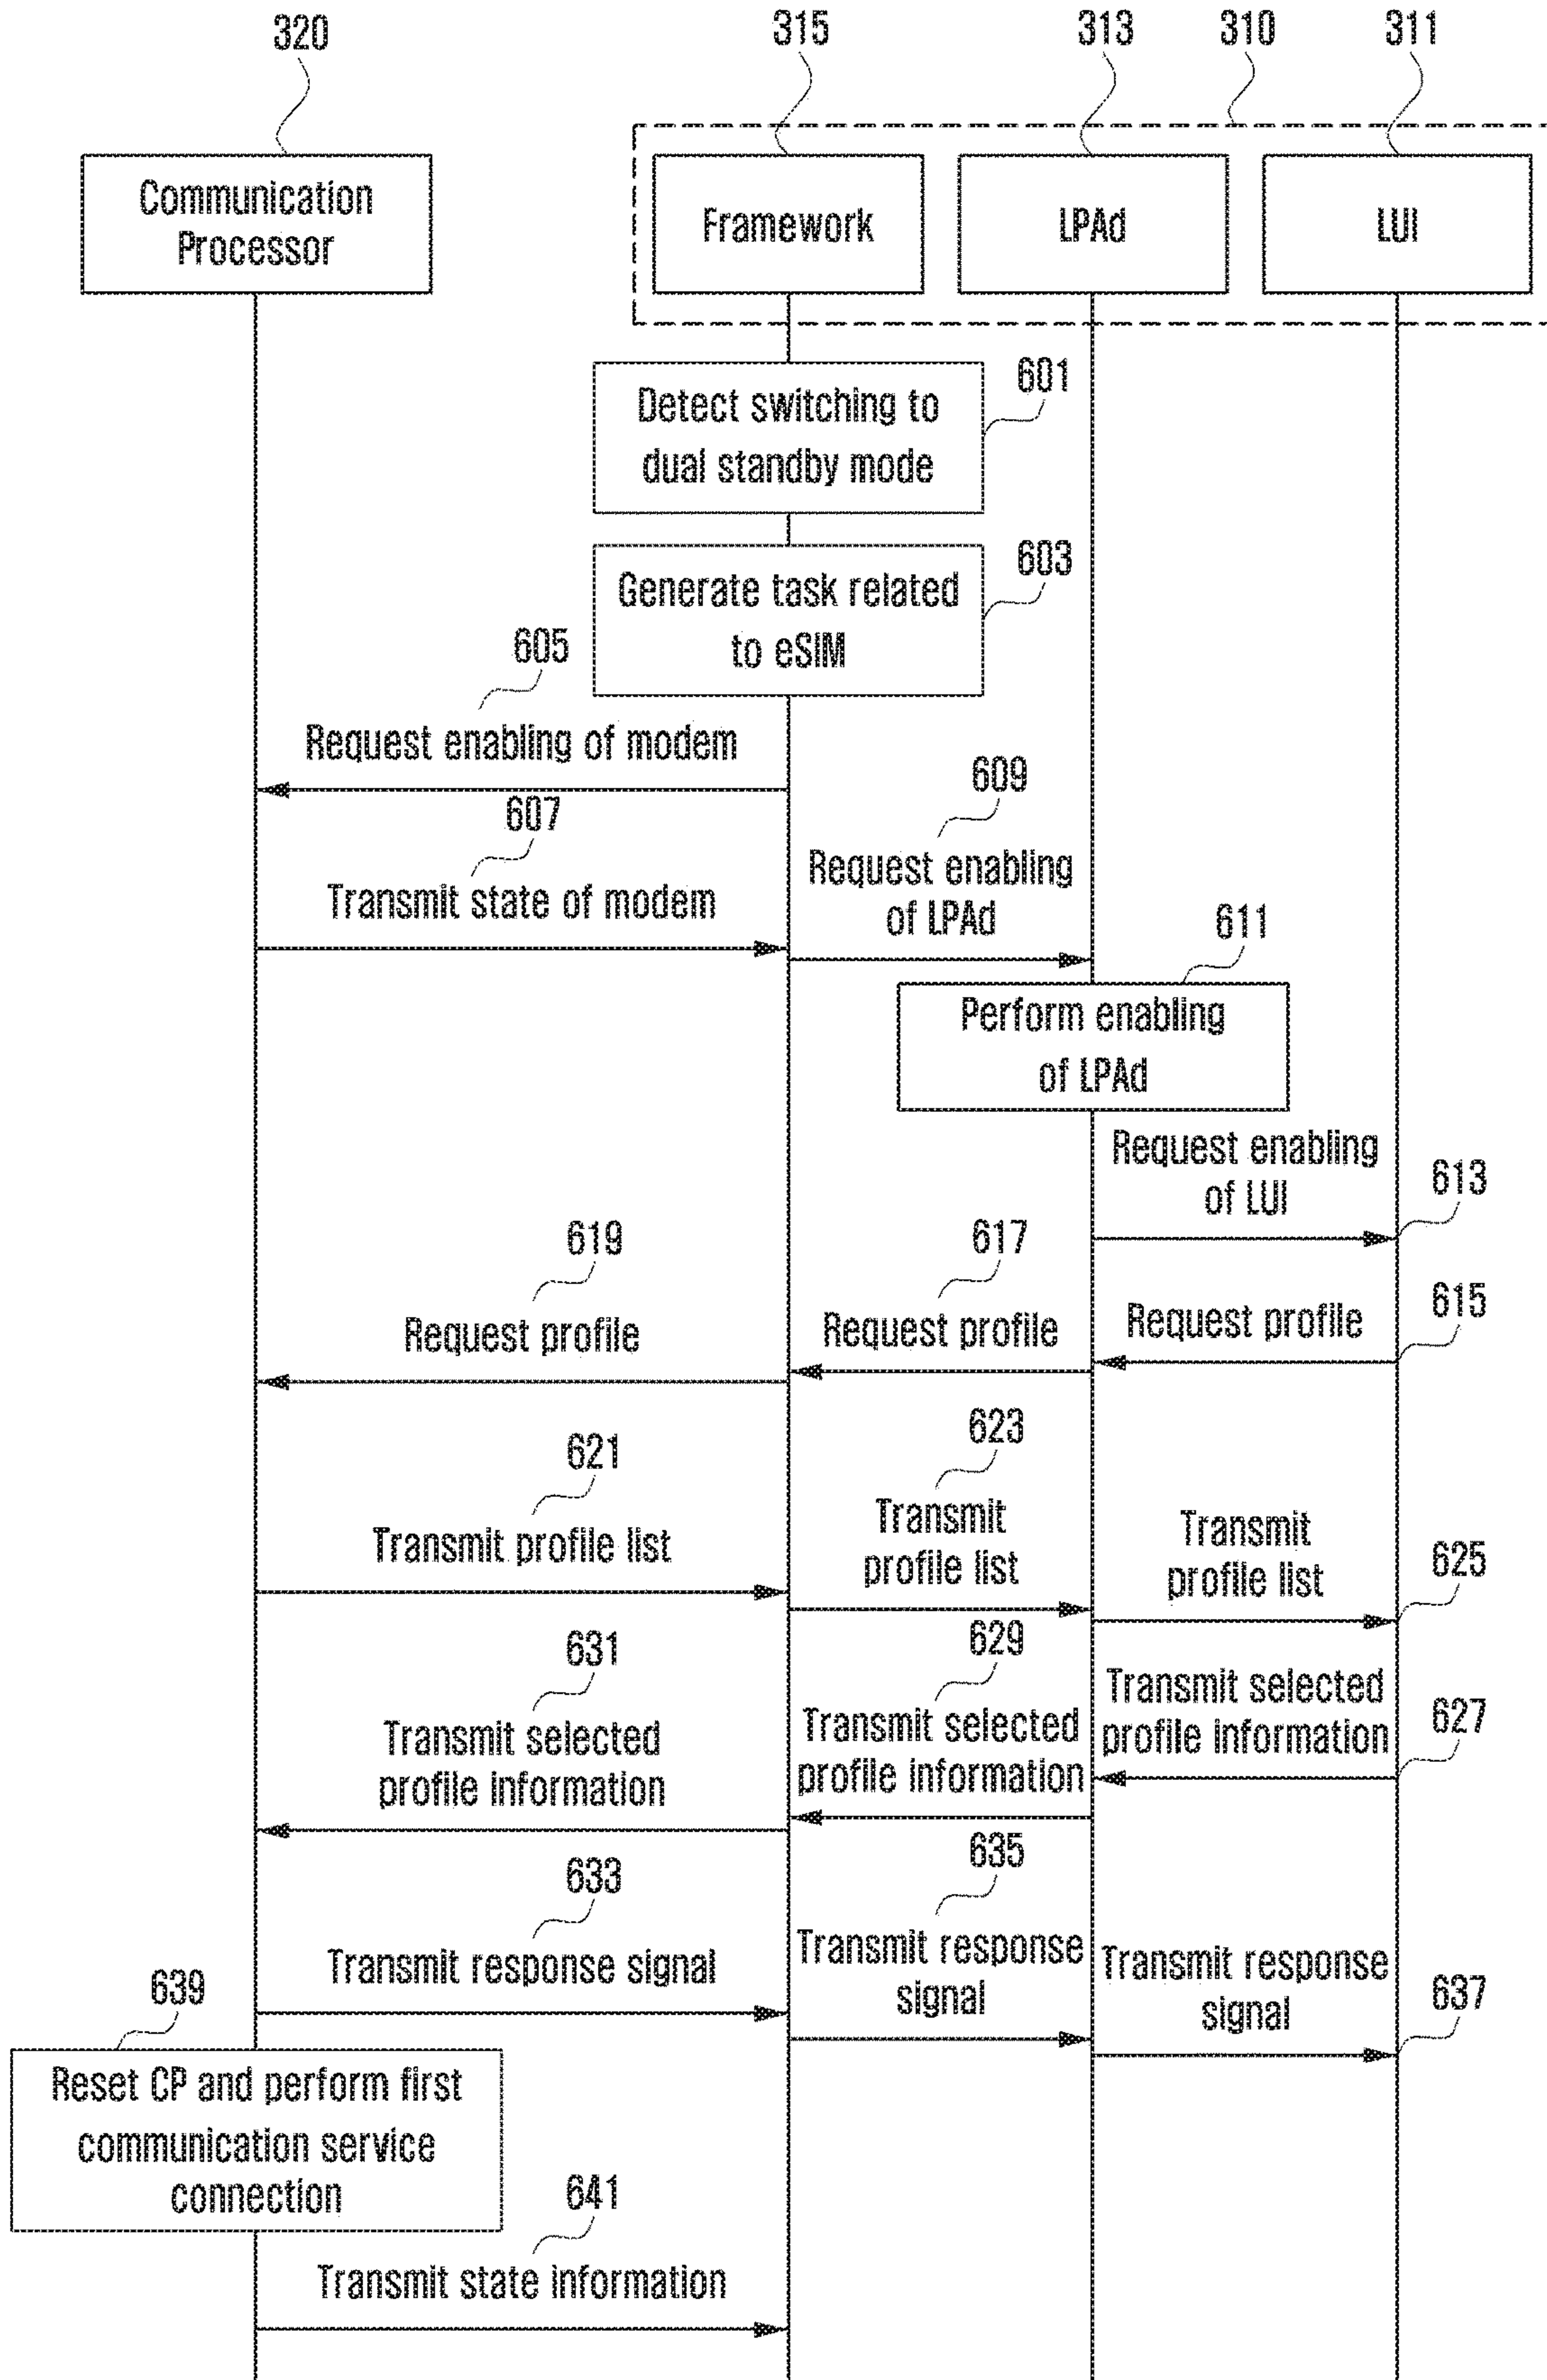 320
315
313
310
311
Communication
Processor
Framework
LPAd
LUI
601
Detect switching to
dual standby mode
603
Generate task related
to eSIM
605
Request enabling of modem
607
Transmit state of modem
609
Request enabling
of LPAd
611
Perform enabling
of LPAd
Request enabling
of LUI
613
615
Request profile
617
Request profile
619
Request profile
621
Transmit profile list
623
Transmit
profile list
Transmit
profile list
625
Transmit selected
profile information
627
629
Transmit selected
profile information
631
Transmit selected
profile information
633
Transmit response signal
635
Transmit response
signal
Transmit response
signal
637
639
Reset CP and perform first
communication service
connection
641
Transmit state information